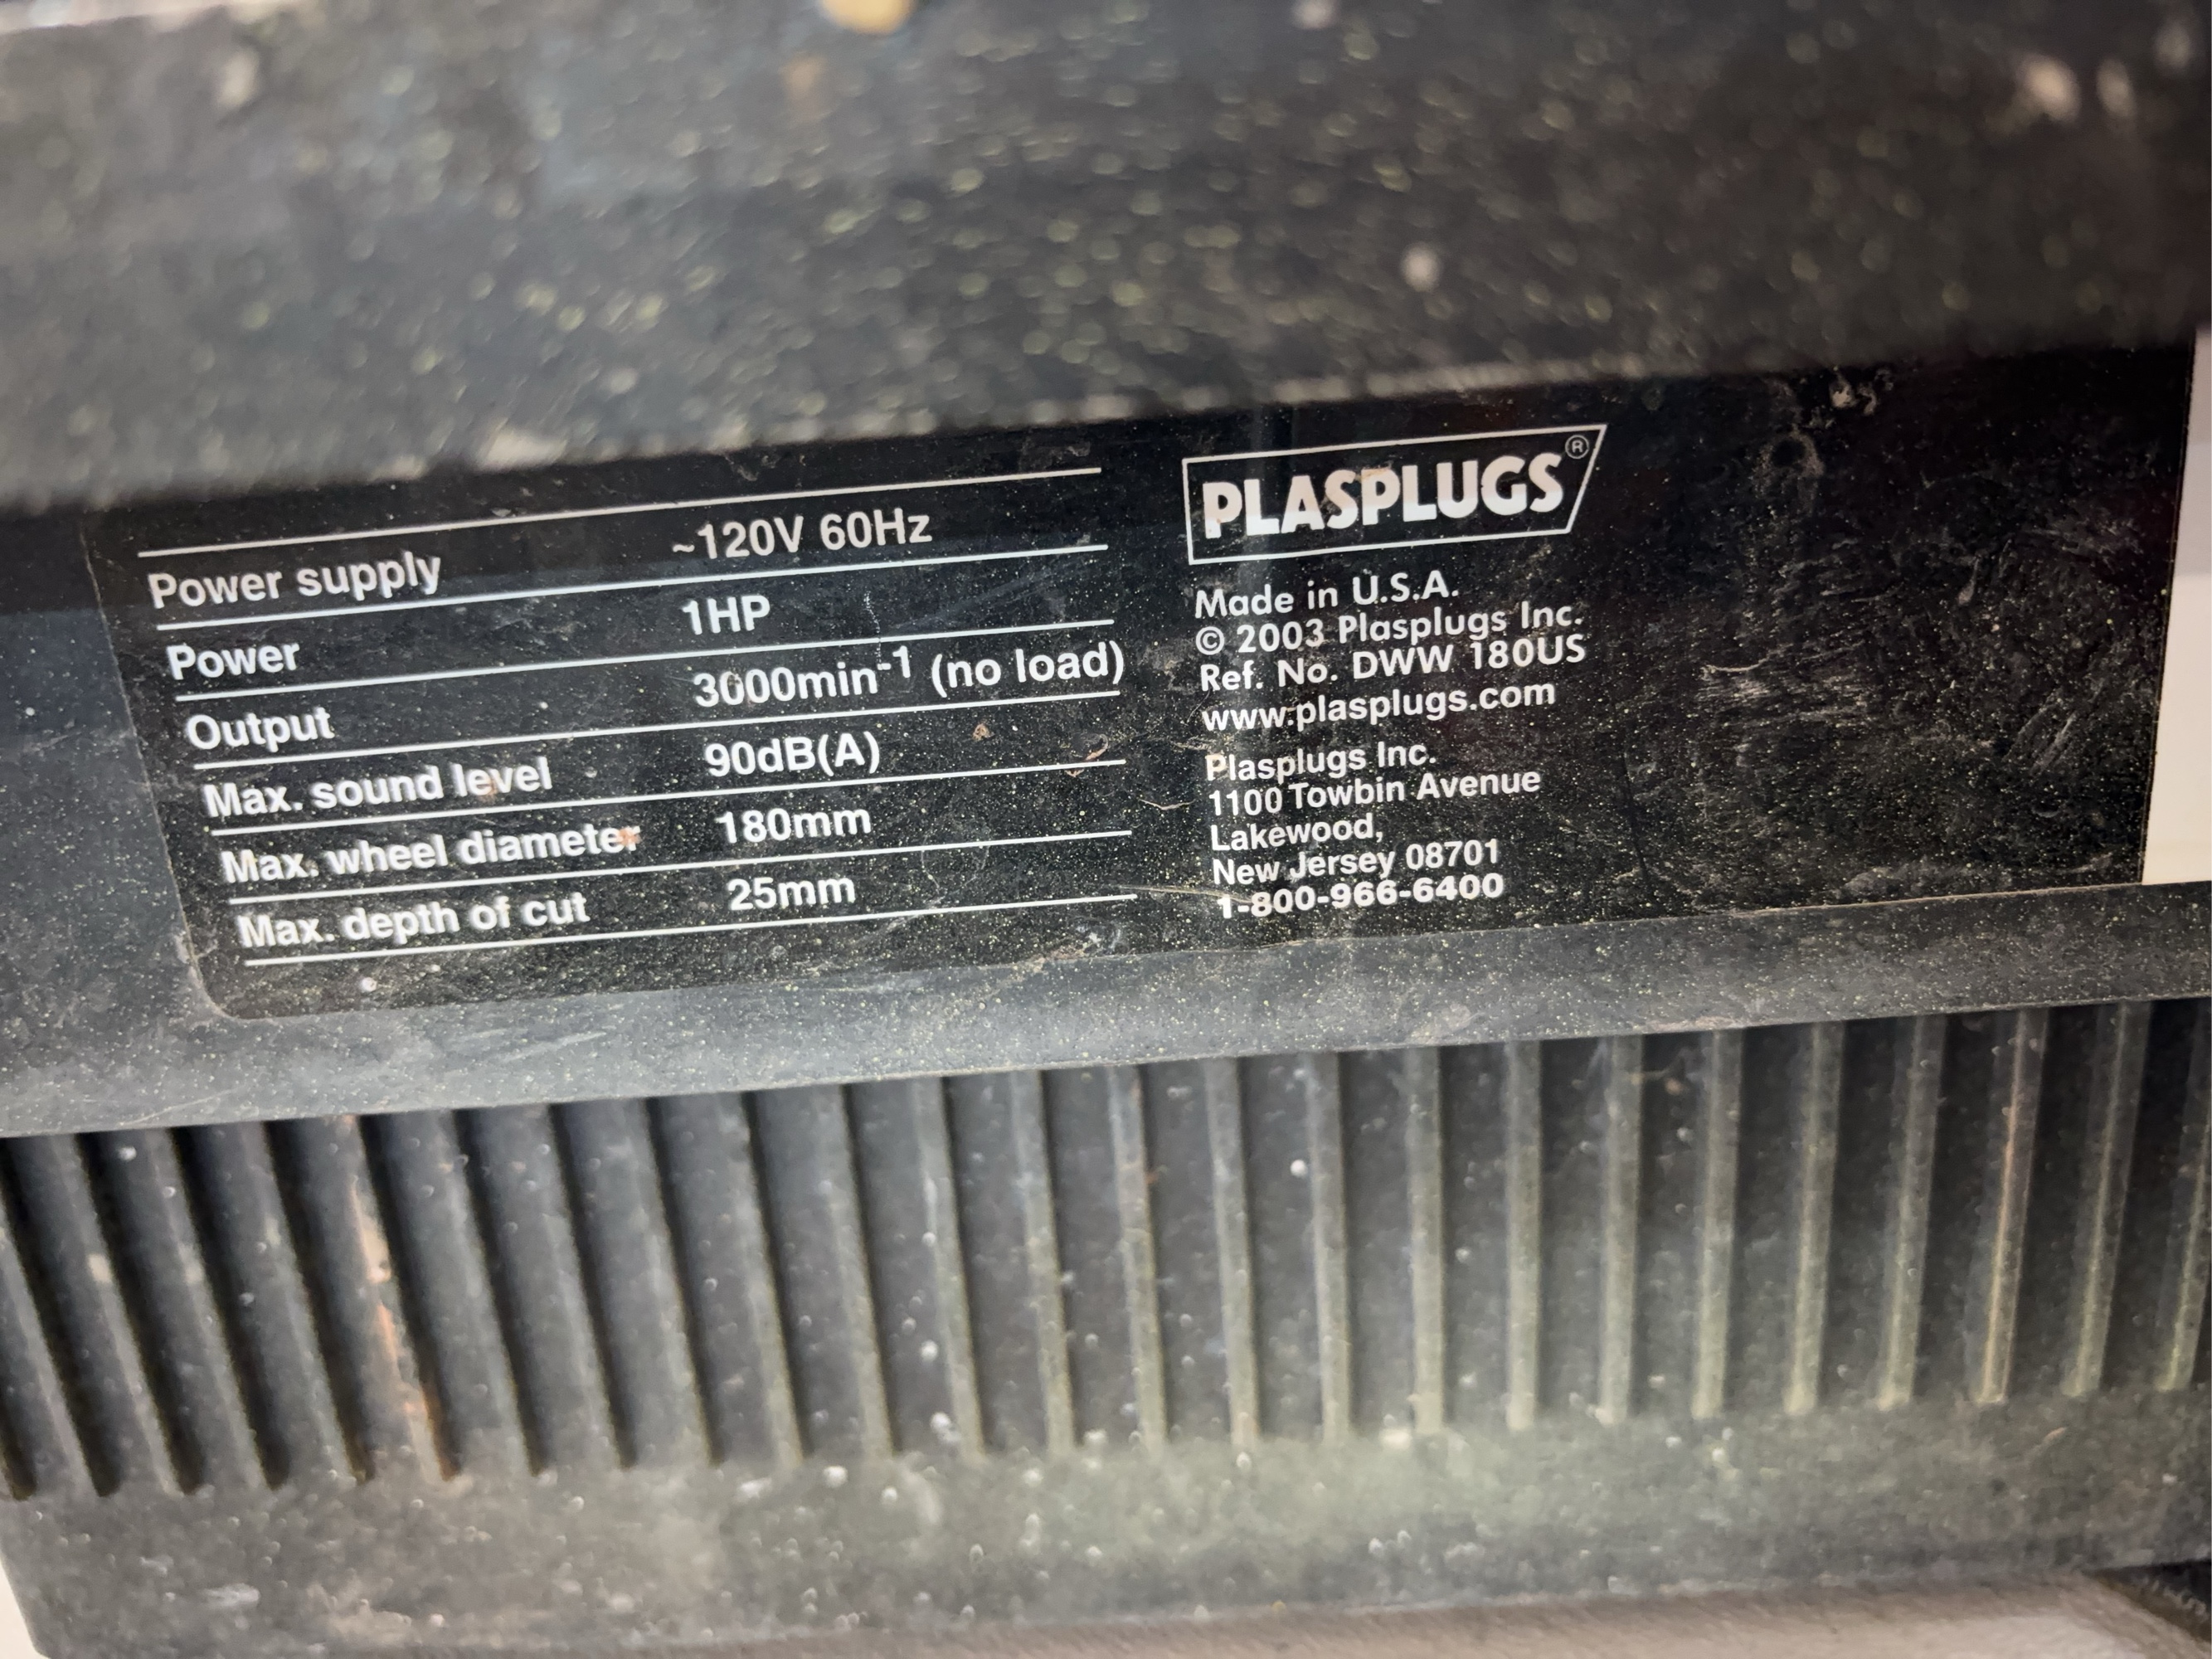 Power supply ~120V 60Hz
Power 1HP
Output 3000min-1 (no load)
Max. sound level 90dB(A)
Max. wheel diameter 180mm
Max. depth of cut 25mm
PLASPLUGS®
Made in U.S.A.
© 2003 Plasplugs Inc.
Ref. No. DWW 180US
www.plasplugs.com
Plasplugs Inc.
1100 Towbin Avenue
Lakewood,
New Jersey 08701
1-800-966-6400